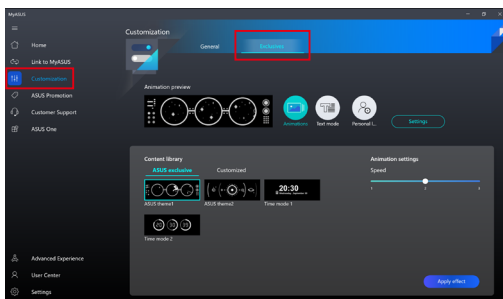 MyASUS
Customization
Home
Link to MyASUS
Customization
ASUS Promotion
Customer Support
ASUS One
General
Exclusive
Animation preview
Animations
Text mode
Personal I...
Settings
Content library
ASUS exclusive
Customized
ASUS theme1
ASUS theme2
20:30
Time mode 1
Time mode 2
Animation settings
Speed
1
2
3
Apply effect
Advanced Experience
User Center
Settings